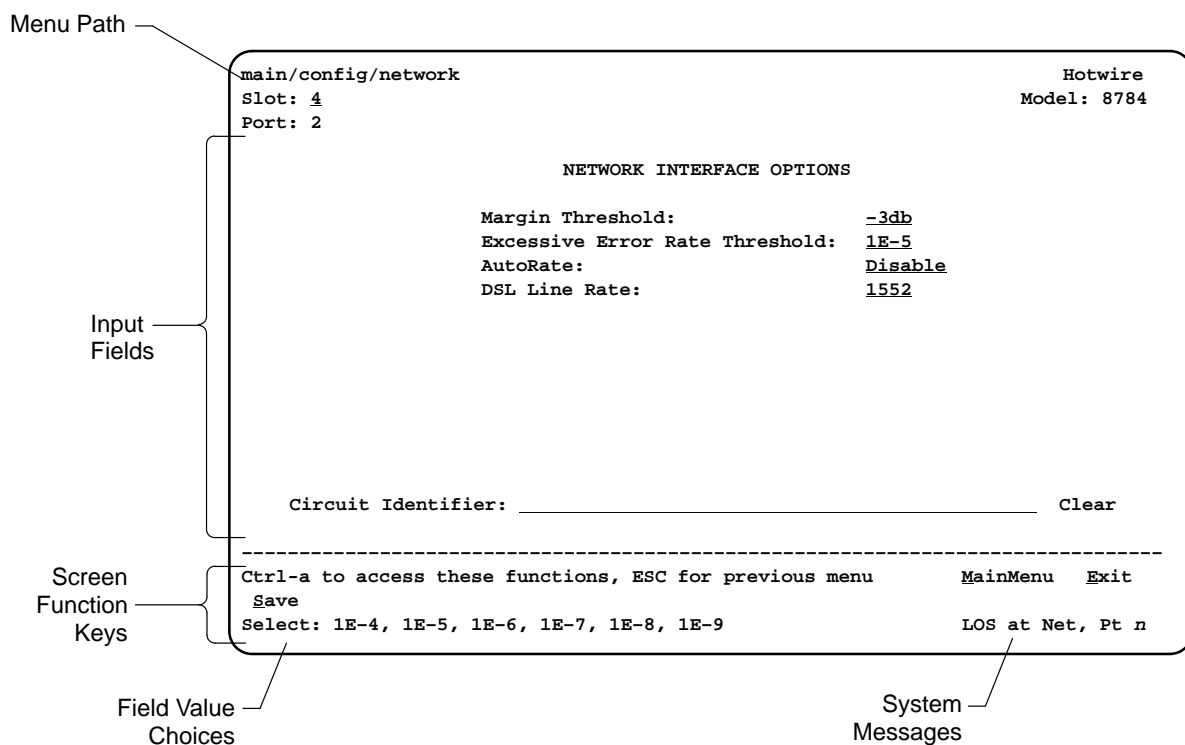 Menu Path
main/config/network Hotwire
Slot: 4 Model: 8784
Port: 2
NETWORK INTERFACE OPTIONS
Margin Threshold: –3db
Excessive Error Rate Threshold: 1E–5
AutoRate: Disable
DSL Line Rate: 1552
Input
Fields
Circuit Identifier: Clear
--------------------------------------------------------------------------------
Screen
Function
Keys
Ctrl-a to access these functions, ESC for previous menu MainMenu Exit
Save
Select: 1E–4, 1E–5, 1E–6, 1E–7, 1E–8, 1E–9 LOS at Net, Pt n
Field Value
Choices
System
Messages